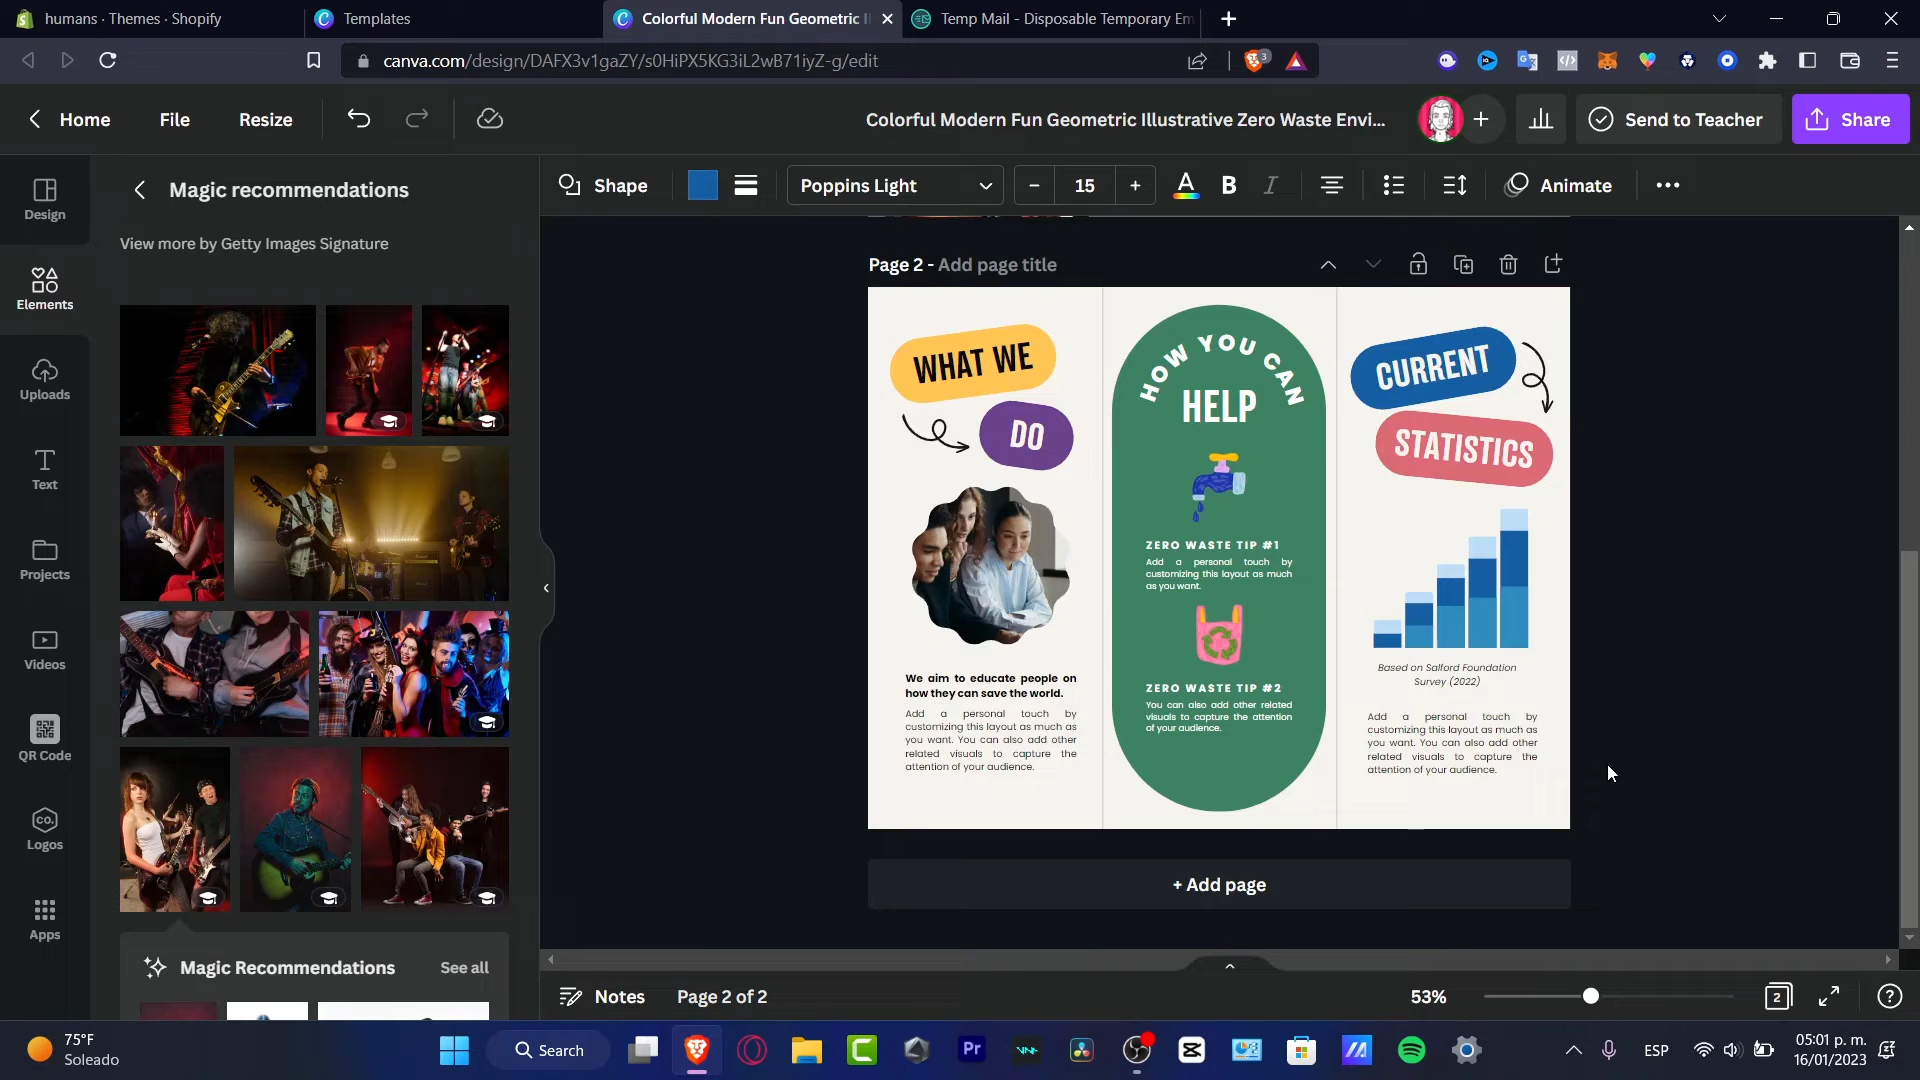 humans · Themes · Shopify
Templates
Colorful Modern Fun Geometric Il
Temp Mail - Disposable Temporary Em
canva.com/design/DAFX3v1gaZY/s0HiPX5KG3iL2wB71iyZ-g/edit
3
Home
File
Resize
Colorful Modern Fun Geometric Illustrative Zero Waste Envi...
Send to Teacher
Share
Magic recommendations
Shape
Poppins Light
15
B
I
Animate
View more by Getty Images Signature
Design
Elements
Uploads
Text
Projects
Videos
QR Code
CO.
Logos
Apps
Magic Recommendations
See all
Page 2 - Add page title
WHAT WE
DO
We aim to educate people on
how they can save the world.
Add a personal touch by
customizing this layout as much as
you want. You can also add other
related visuals to capture the
attention of your audience.
HOW YOU CAN
HELP
ZERO WASTE TIP #1
Add a personal touch by
customizing this layout as much
as you want.
ZERO WASTE TIP #2
You can also add other related
visuals to capture the attention
of your audience.
CURRENT
STATISTICS
Based on Salford Foundation
Survey (2022)
Add a personal touch by
customizing this layout as much as
you want. You can also add other
related visuals to capture the
attention of your audience.
+ Add page
Notes
Page 2 of 2
53%
2
75°F
Soleado
Search
Pr
ESP
05:01 p. m.
16/01/2023